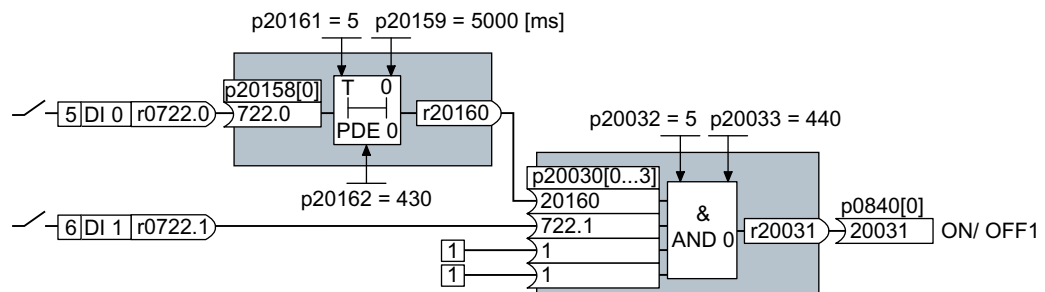 p20161 = 5 p20159 = 5000 [ms]
p20158[0]
T 0
5 DI 0 r0722.0 722.0 r20160
PDE 0
p20032 = 5 p20033 = 440
p20162 = 430
p20030[0...3]
20160
p0840[0]
6 DI 1 r0722.1 722.1 & r20031 20031 ON/ OFF1
AND 0
1 1
1 1